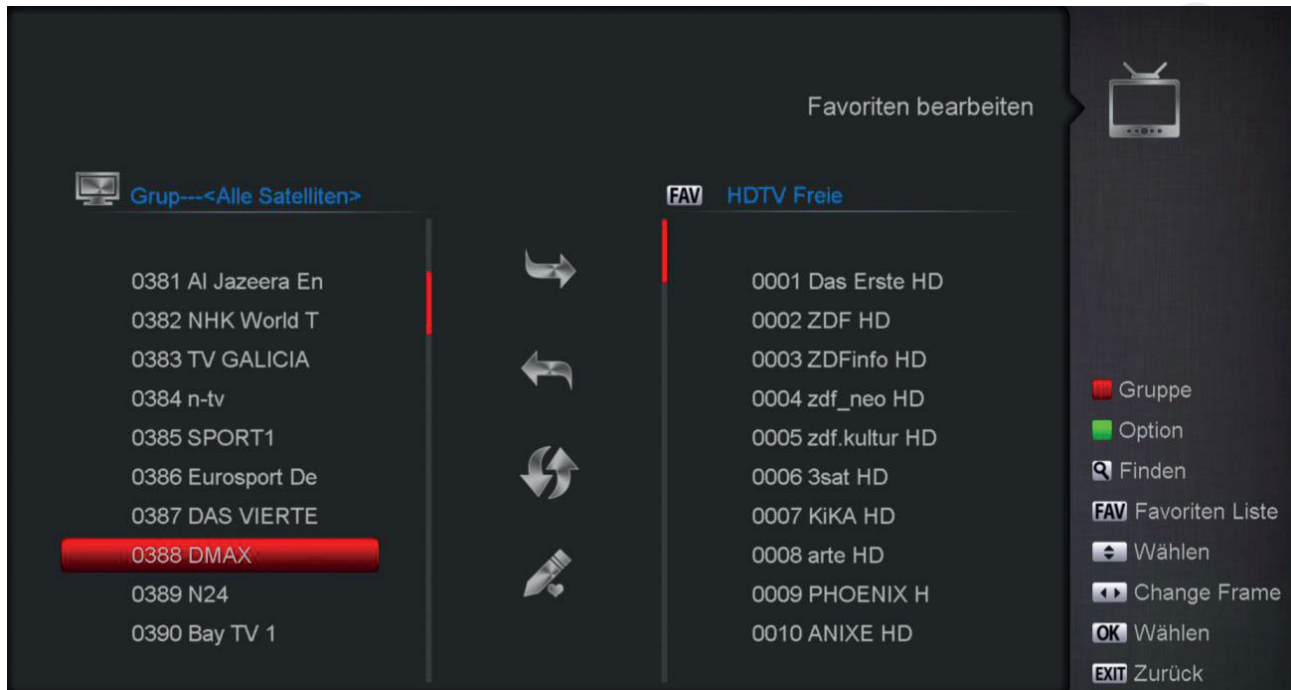 Favoriten bearbeiten
Grup---<Alle Satelliten>
0381 Al Jazeera En
0382 NHK World T
0383 TV GALICIA
0384 n-tv
0385 SPORT1
0386 Eurosport De
0387 DAS VIERTE
0388 DMAX
0389 N24
0390 Bay TV 1
FAV HDTV Freie
0001 Das Erste HD
0002 ZDF HD
0003 ZDFinfo HD
0004 zdf_neo HD
0005 zdf.kultur HD
0006 3sat HD
0007 KiKA HD
0008 arte HD
0009 PHOENIX H
0010 ANIXE HD
Gruppe
Option
Finden
FAV Favoriten Liste
Wählen
Change Frame
OK Wählen
EXIT Zurück